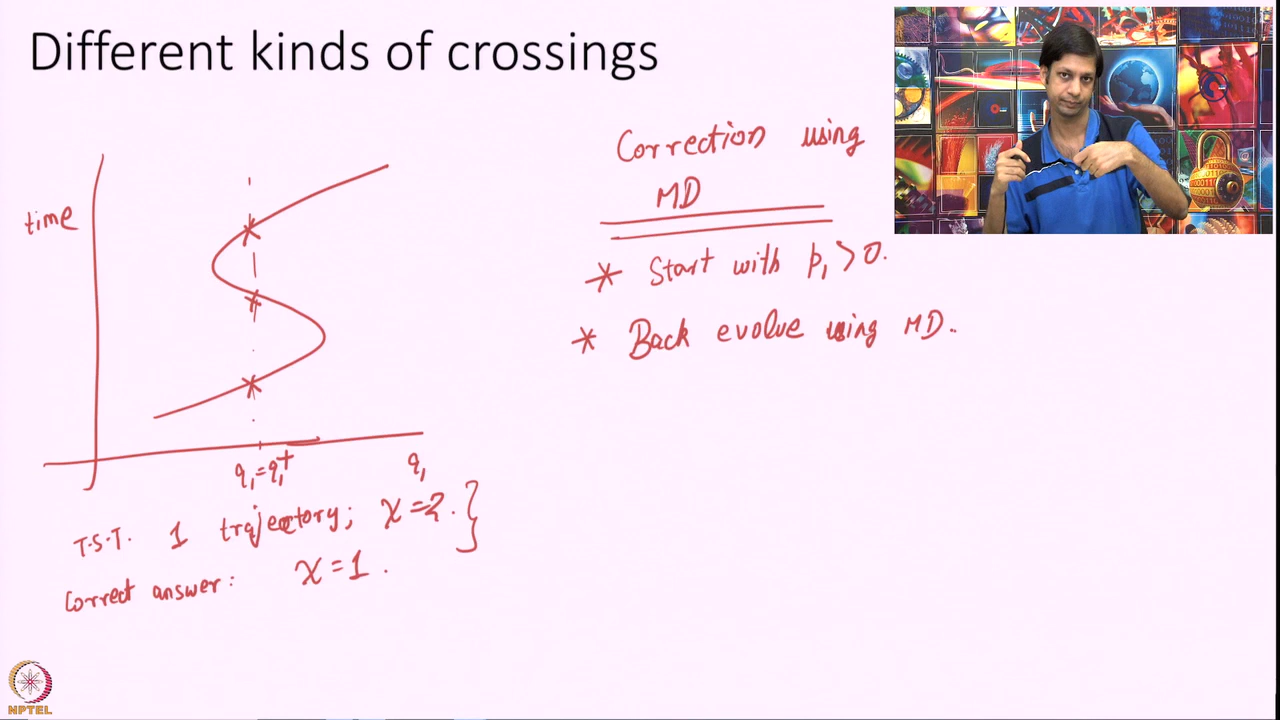 Different kinds of crossings
time
q₁=q₁†
q₁
T.S.T. 1 trajectory; χ=2.
Correct answer: χ=1.
Correction using
MD
* Start with p₁>0.
* Back evolve using MD.
NPTEL